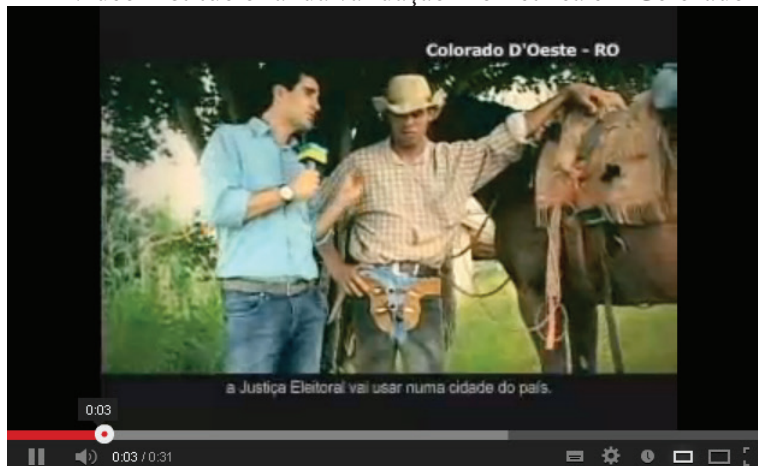 Colorado D'Oeste - RO
a Justiça Eleitoral vai usar numa cidade do país.
0:03
0:03 / 0:31